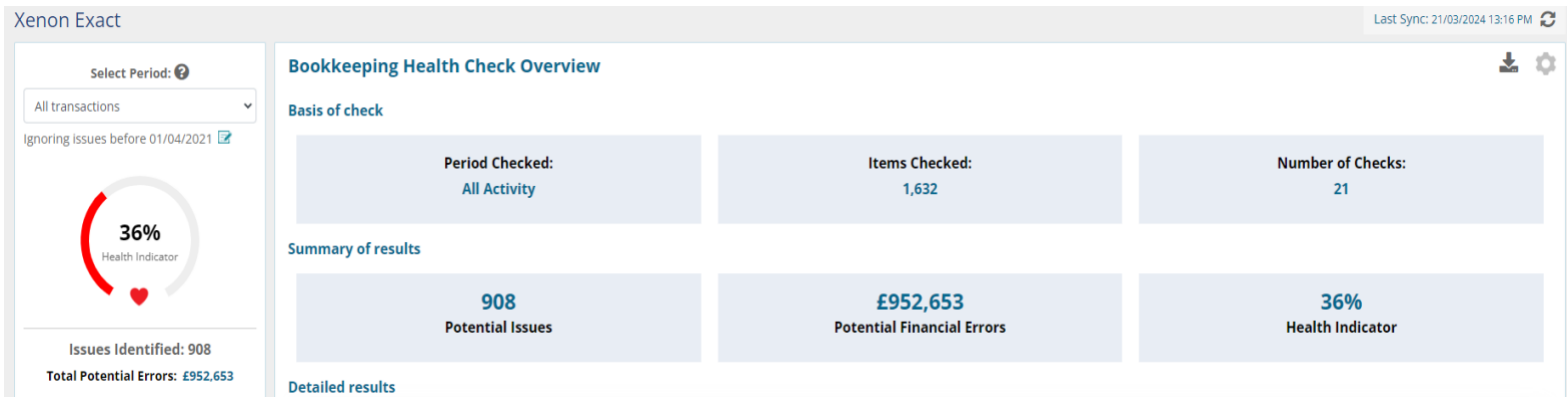 Xenon Exact
Last Sync: 21/03/2024 13:16 PM
Select Period:
All transactions
Ignoring issues before 01/04/2021
36%
Health Indicator
Issues Identified: 908
Total Potential Errors: £952,653
Bookkeeping Health Check Overview
Basis of check
Period Checked:
All Activity
Items Checked:
1,632
Number of Checks:
21
Summary of results
908
Potential Issues
£952,653
Potential Financial Errors
36%
Health Indicator
Detailed results